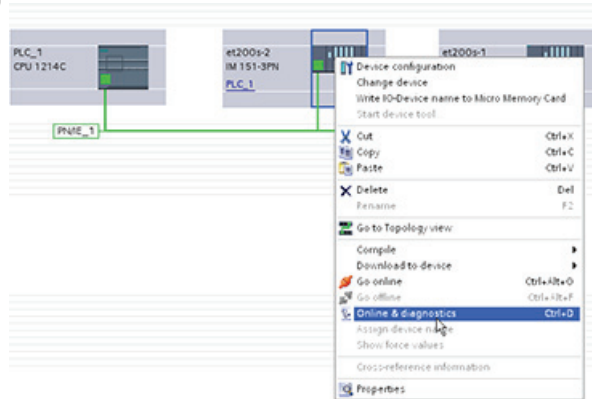 PLC_1
CPU 1214C
et200s-2
IM 151-3PN
PLC_1
et200s-1
PN/IE_1
Device configuration
Change device
Write IO-Device name to Micro Memory Card
Start device tool
Cut Ctrl+X
Copy Ctrl+C
Paste Ctrl+V
Delete Del
Rename F2
Go to Topology view
Compile
Download to device
Go online Ctrl+Alt+O
Go offline Ctrl+Alt+F
Online & diagnostics Ctrl+D
Assign device name
Show force values
Cross-reference information
Properties